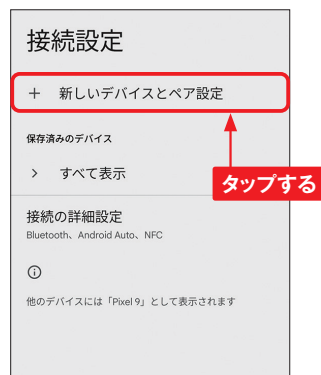 接続設定
+ 新しいデバイスとペア設定
保存済みのデバイス
> すべて表示
タップする
接続の詳細設定
Bluetooth、Android Auto、NFC
他のデバイスには「Pixel 9」として表示されます